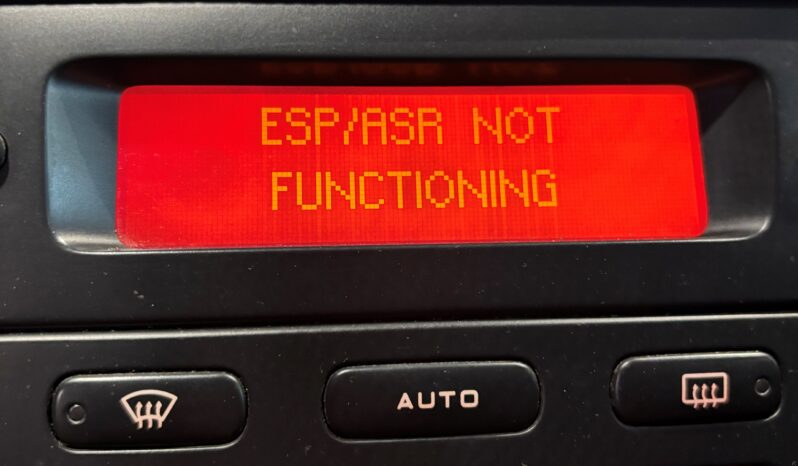 ESP/ASR NOT
FUNCTIONING
AUTO